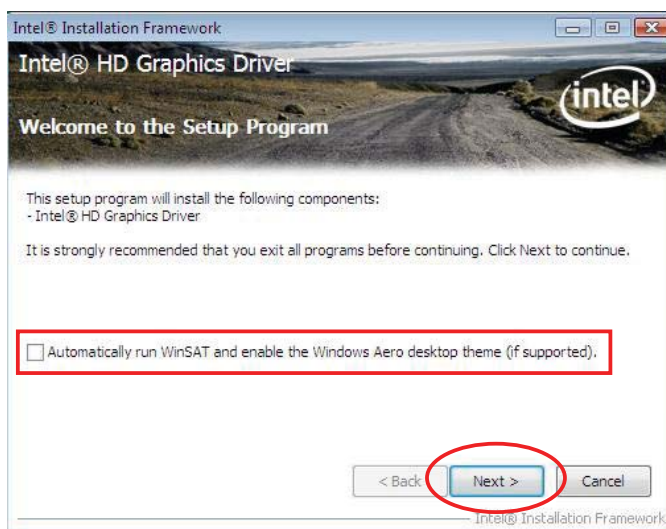 Intel® Installation Framework
Intel® HD Graphics Driver
intel
Welcome to the Setup Program
This setup program will install the following components:
- Intel® HD Graphics Driver
It is strongly recommended that you exit all programs before continuing. Click Next to continue.
Automatically run WinSAT and enable the Windows Aero desktop theme (if supported).
< Back Next > Cancel
Intel® Installation Framework